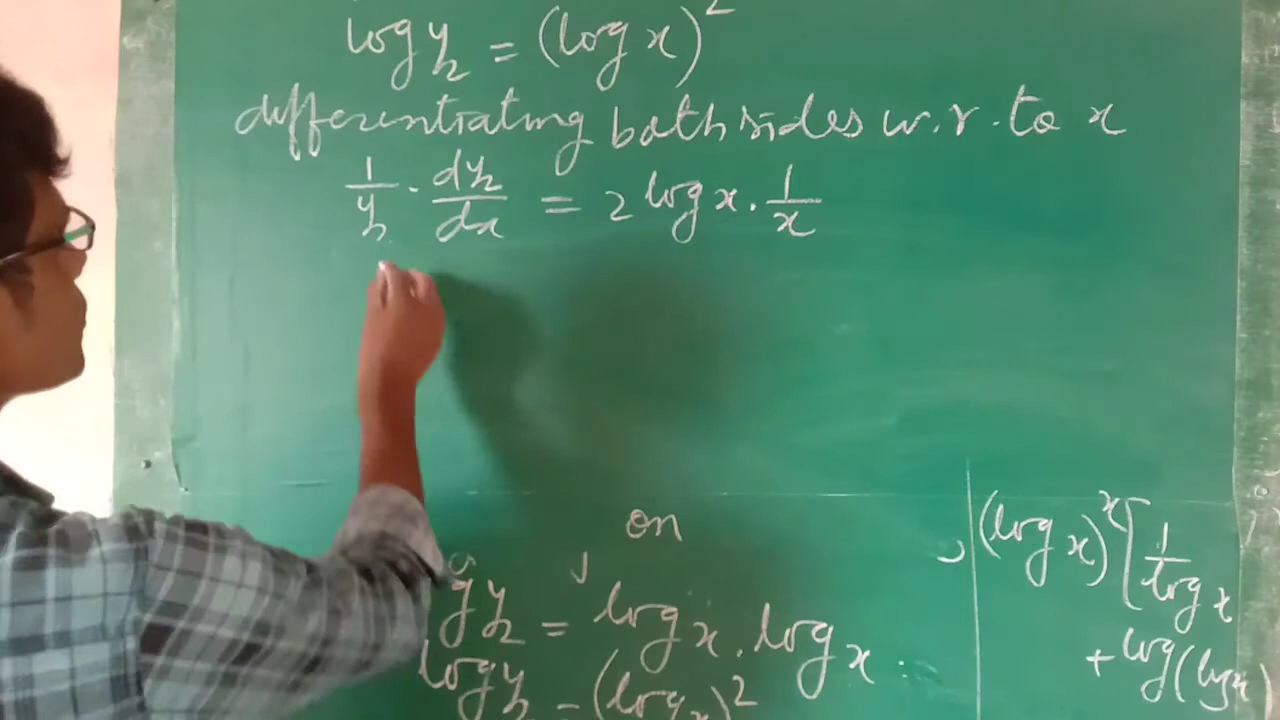 log y₂ = (log x)²
differentiating both sides w.r.to x
1/y₂ · dy₂/dx = 2 log x · 1/x
on
gy₂ = log x . log x
log y₂ = (log x)²
(log x)ˣ [ 1/log x
+ log(log x)